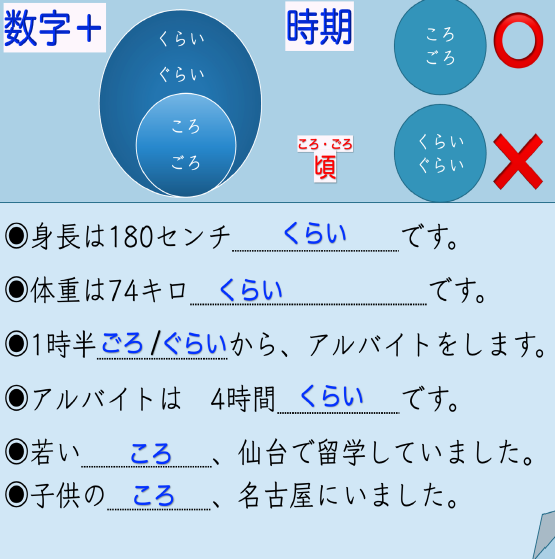 数字＋
くらい
ぐらい
ころ
ごろ
時期
ころ
ごろ
ころ・ごろ
頃
くらい
ぐらい
◉身長は180センチ くらい です。
◉体重は74キロ くらい です。
◉1時半ごろ/ぐらいから、アルバイトをします。
◉アルバイトは 4時間 くらい です。
◉若い ころ 、仙台で留学していました。
◉子供の ころ 、名古屋にいました。